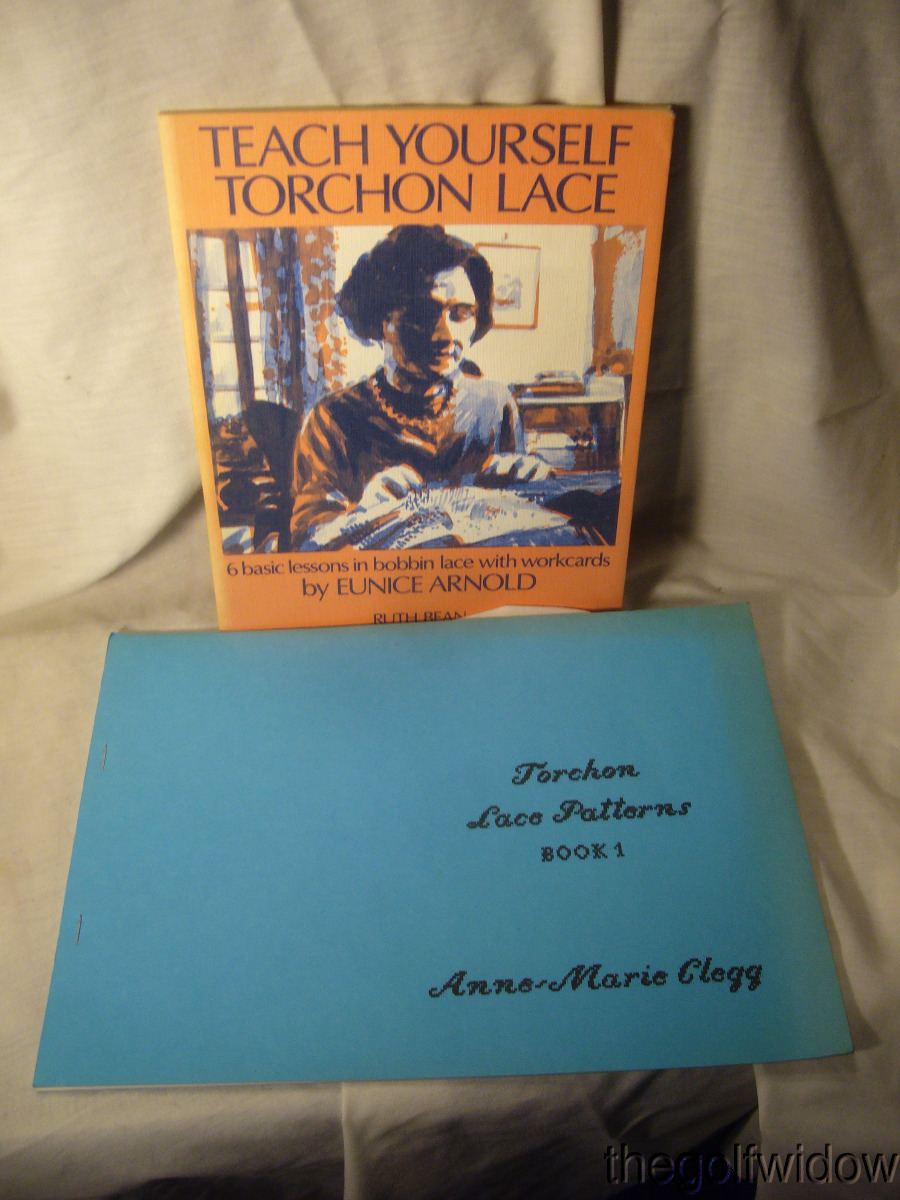 TEACH YOURSELF
TORCHON LACE
6 basic lessons in bobbin lace with workcards
by EUNICE ARNOLD
RUTH BEAN
Torchon
Lace Patterns
BOOK 1
Anne-Marie Clegg
thegolfwidow